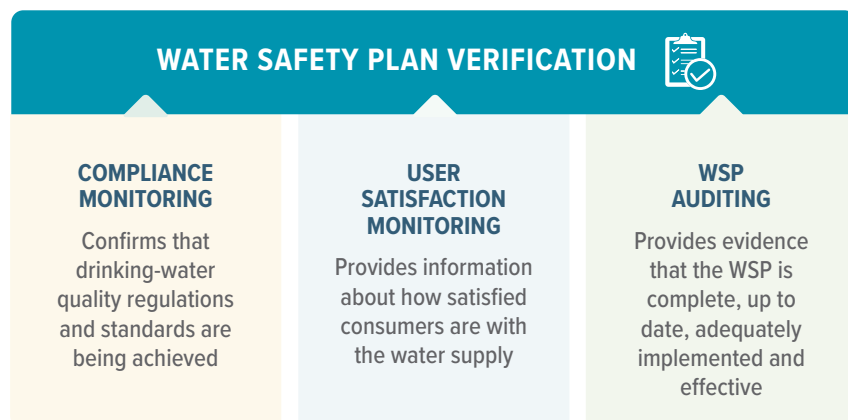 WATER SAFETY PLAN VERIFICATION
COMPLIANCE
MONITORING
Confirms that
drinking-water
quality regulations
and standards are
being achieved
USER
SATISFACTION
MONITORING
Provides information
about how satisfied
consumers are with
the water supply
WSP
AUDITING
Provides evidence
that the WSP is
complete, up to
date, adequately
implemented and
effective